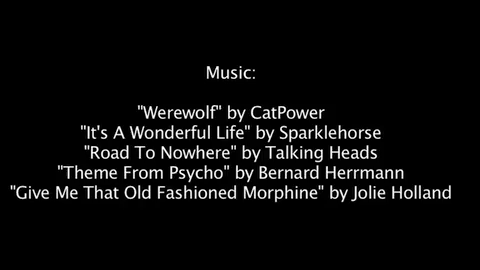 Music:
"Werewolf" by CatPower
"It's A Wonderful Life" by Sparklehorse
"Road To Nowhere" by Talking Heads
"Theme From Psycho" by Bernard Herrmann
"Give Me That Old Fashioned Morphine" by Jolie Holland